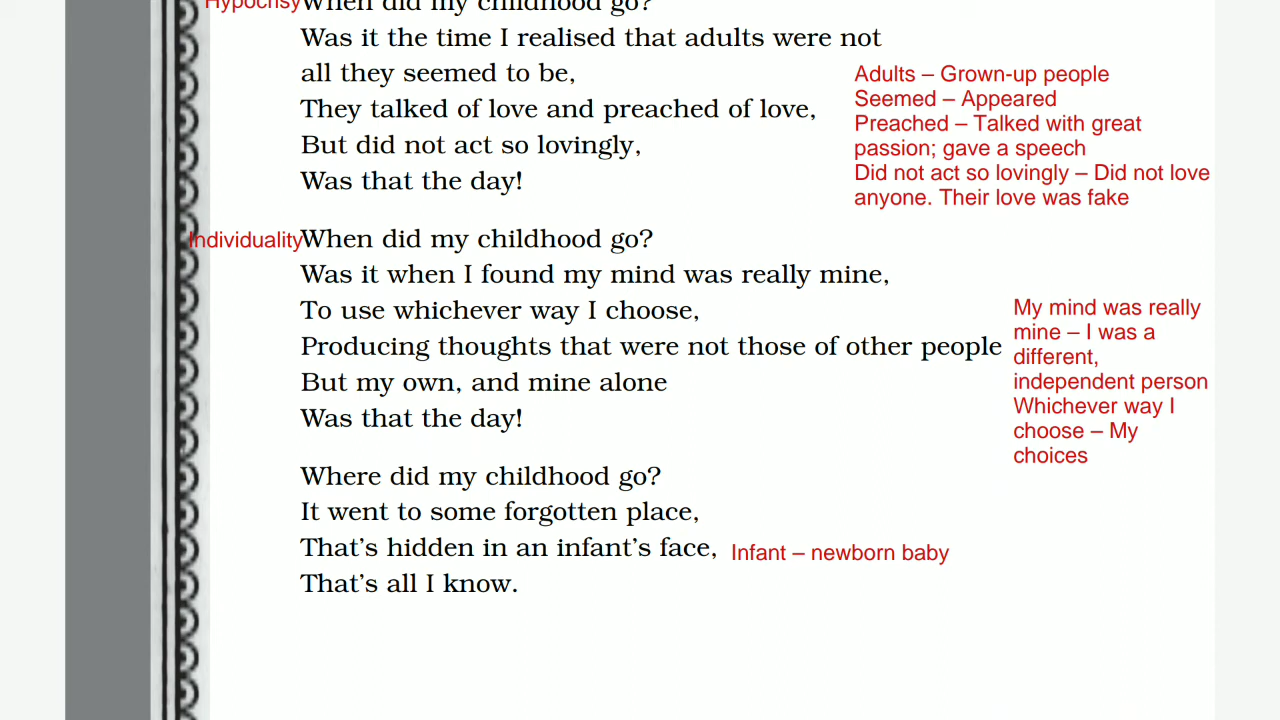 Hypocrisy
When did my childhood go?
Was it the time I realised that adults were not
all they seemed to be,
They talked of love and preached of love,
But did not act so lovingly,
Was that the day!
Adults – Grown-up people
Seemed – Appeared
Preached – Talked with great
passion; gave a speech
Did not act so lovingly – Did not love
anyone. Their love was fake
Individuality
When did my childhood go?
Was it when I found my mind was really mine,
To use whichever way I choose,
Producing thoughts that were not those of other people
But my own, and mine alone
Was that the day!
My mind was really
mine – I was a
different,
independent person
Whichever way I
choose – My
choices
Where did my childhood go?
It went to some forgotten place,
That’s hidden in an infant’s face,
Infant – newborn baby
That’s all I know.